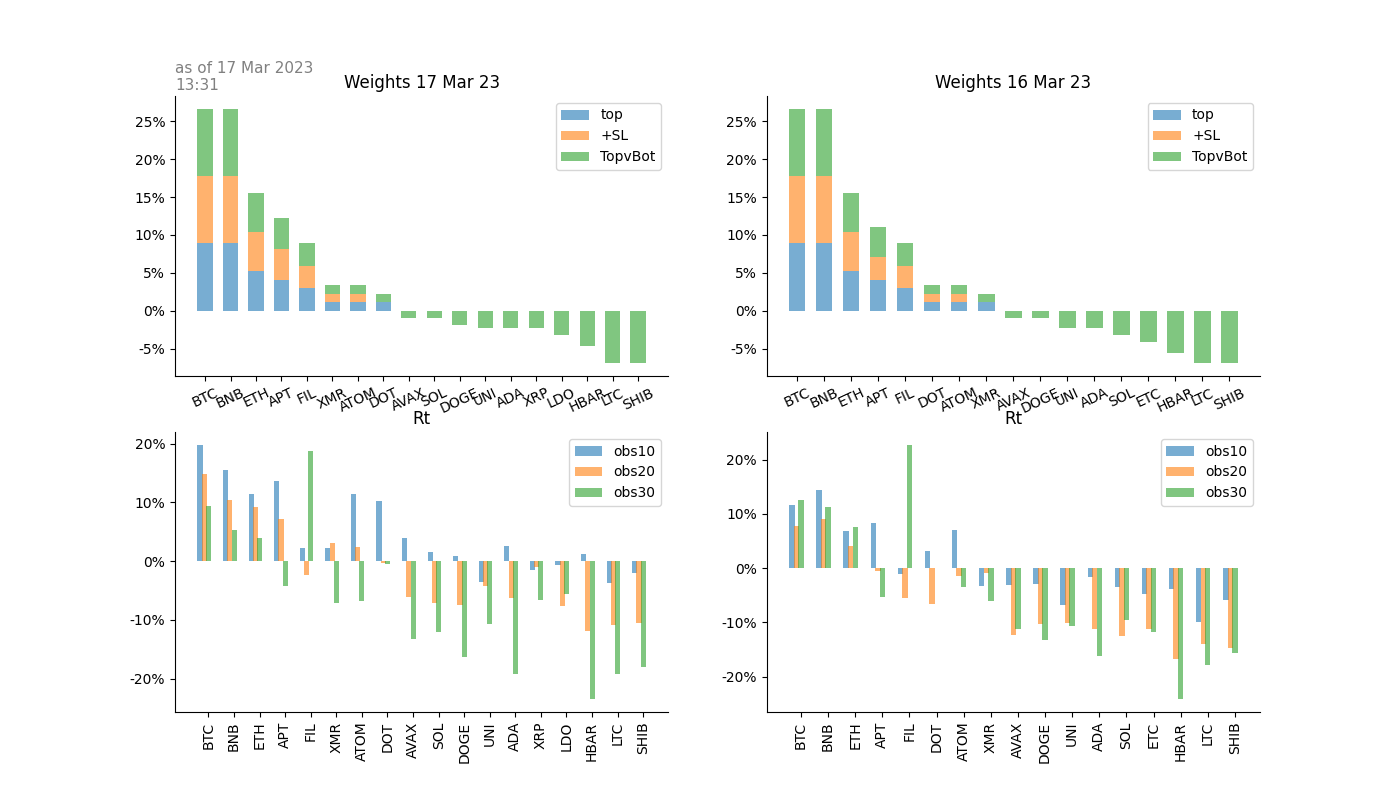 as of 17 Mar 2023
13:31
Weights 17 Mar 23
25%
20%
15%
10%
5%
0%
-5%
top
+SL
TopvBot
BTC BNB ETH APT FIL XMR ATOM DOT AVAX SOL DOGE UNI ADA XRP LDO HBAR LTC SHIB
Weights 16 Mar 23
25%
20%
15%
10%
5%
0%
-5%
top
+SL
TopvBot
BTC BNB ETH APT FIL DOT ATOM XMR AVAX DOGE UNI ADA SOL ETC HBAR LTC SHIB
Rt
20%
10%
0%
-10%
-20%
obs10
obs20
obs30
BTC BNB ETH APT FIL XMR ATOM DOT AVAX SOL DOGE UNI ADA XRP LDO HBAR LTC SHIB
Rt
20%
10%
0%
-10%
-20%
obs10
obs20
obs30
BTC BNB ETH APT FIL DOT ATOM XMR AVAX DOGE UNI ADA SOL ETC HBAR LTC SHIB